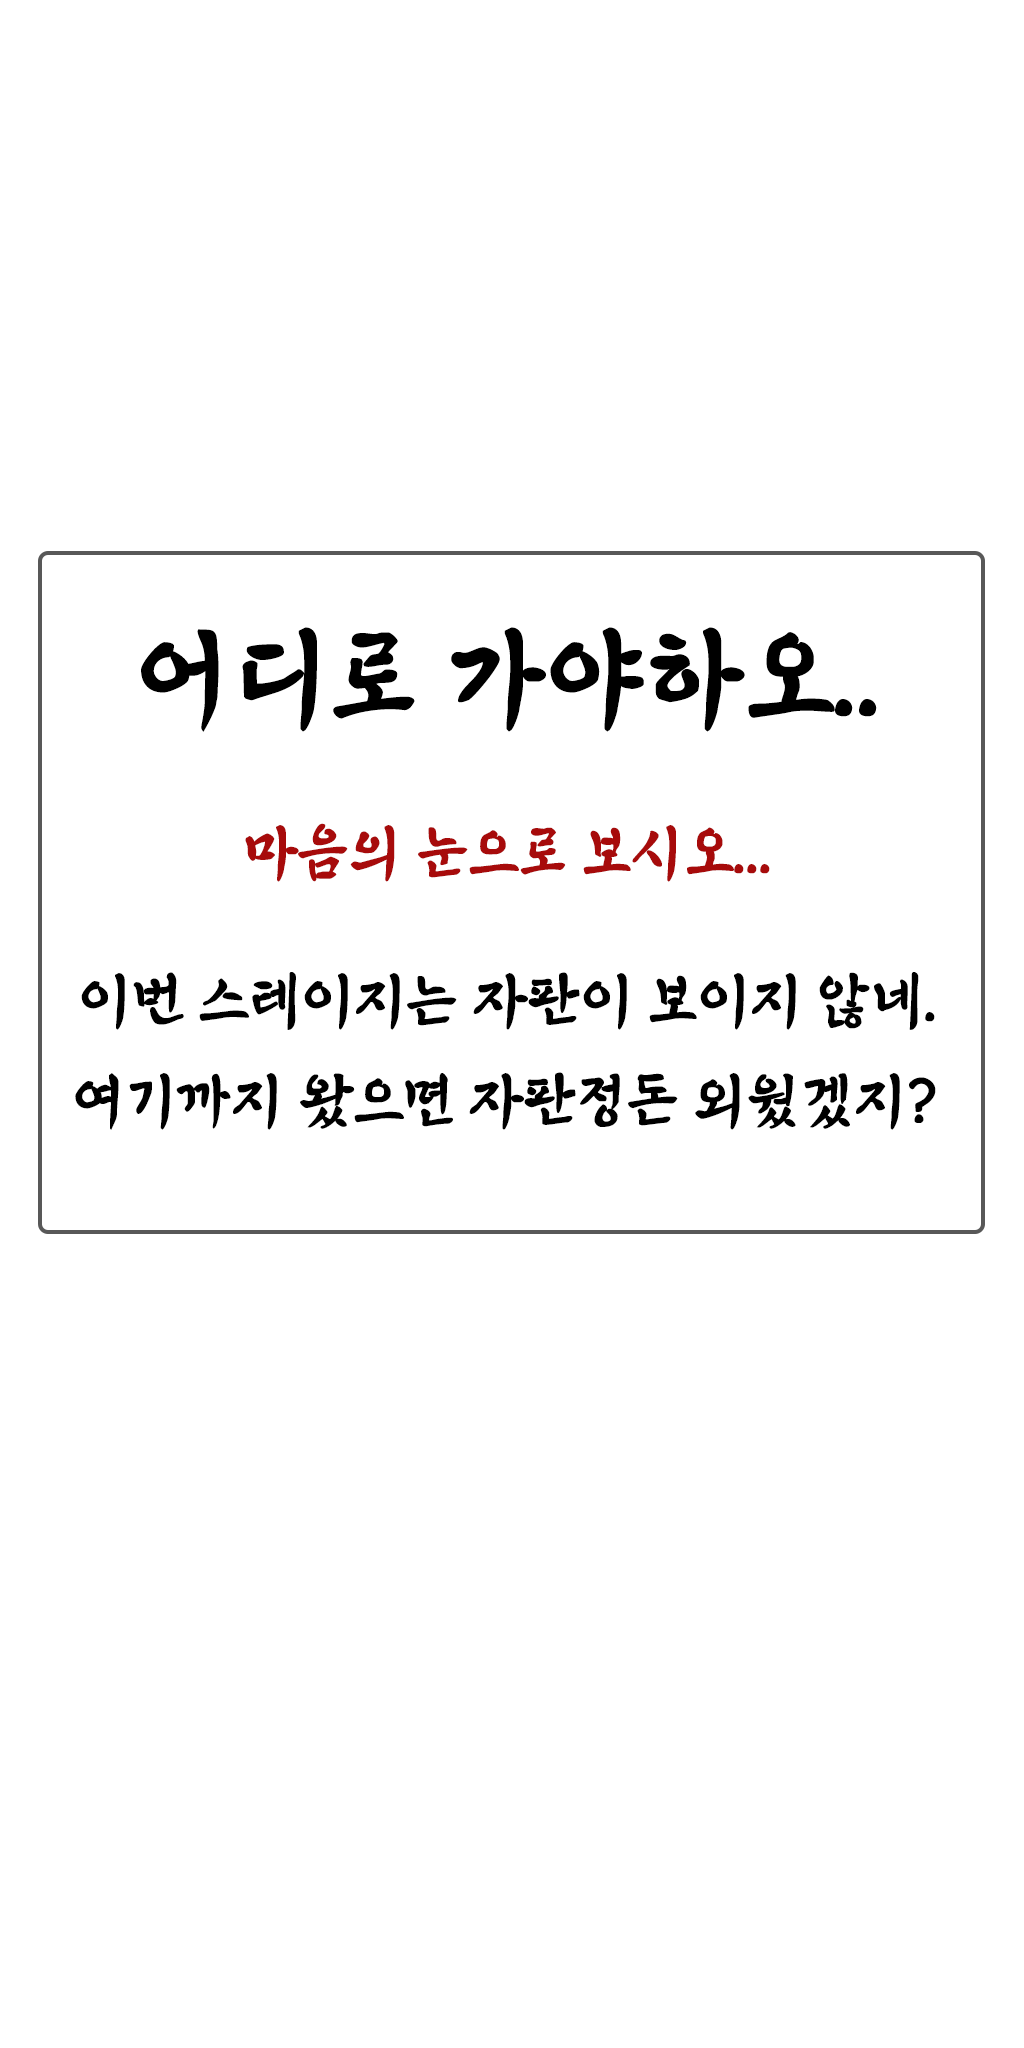 어디로 가야하오..
마음의 눈으로 보시오...
이번 스테이지는 자판이 보이지 않네.
여기까지 왔으면 자판정돈 외웠겠지?